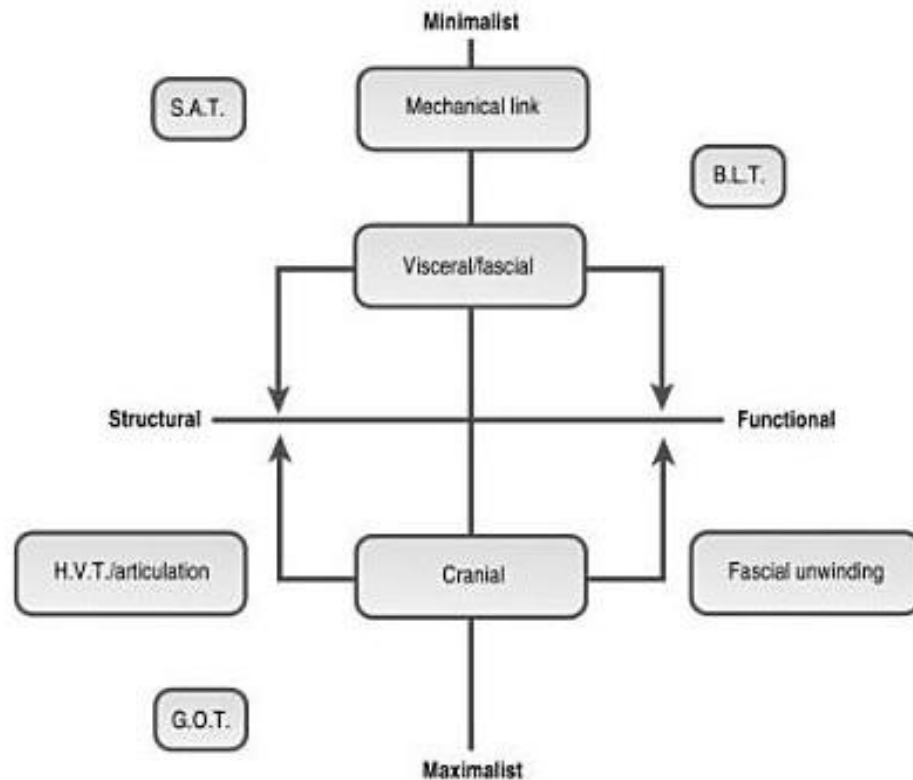 Minimalist
Mechanical link
S.A.T.
B.L.T.
Visceral/fascial
Structural
Functional
H.V.T./articulation
Cranial
Fascial unwinding
G.O.T.
Maximalist